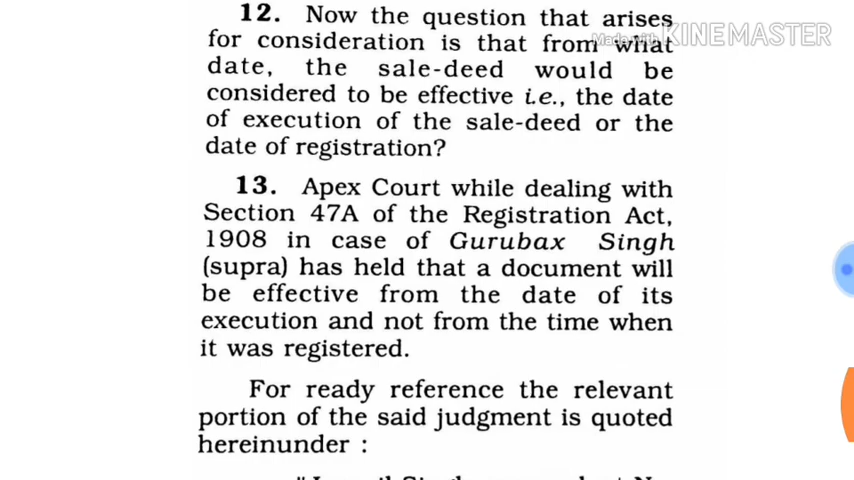 12. Now the question that arises
for consideration is that from what
Made with KINEMASTER
date, the sale-deed would be
considered to be effective i.e., the date
of execution of the sale-deed or the
date of registration?
13. Apex Court while dealing with
Section 47A of the Registration Act,
1908 in case of Gurubax Singh
(supra) has held that a document will
be effective from the date of its
execution and not from the time when
it was registered.
For ready reference the relevant
portion of the said judgment is quoted
hereinunder :